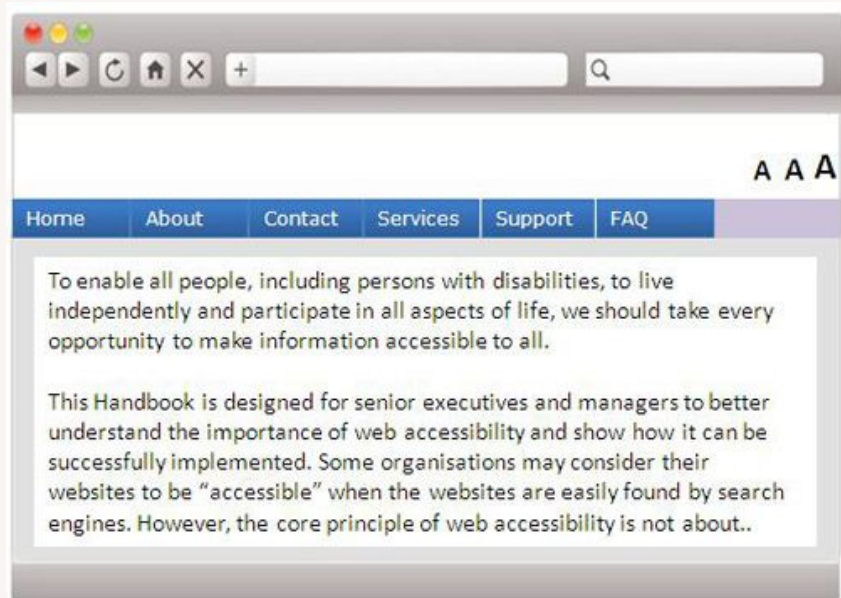 A A A
Home About Contact Services Support FAQ
To enable all people, including persons with disabilities, to live
independently and participate in all aspects of life, we should take every
opportunity to make information accessible to all.
This Handbook is designed for senior executives and managers to better
understand the importance of web accessibility and show how it can be
successfully implemented. Some organisations may consider their
websites to be “accessible” when the websites are easily found by search
engines. However, the core principle of web accessibility is not about..